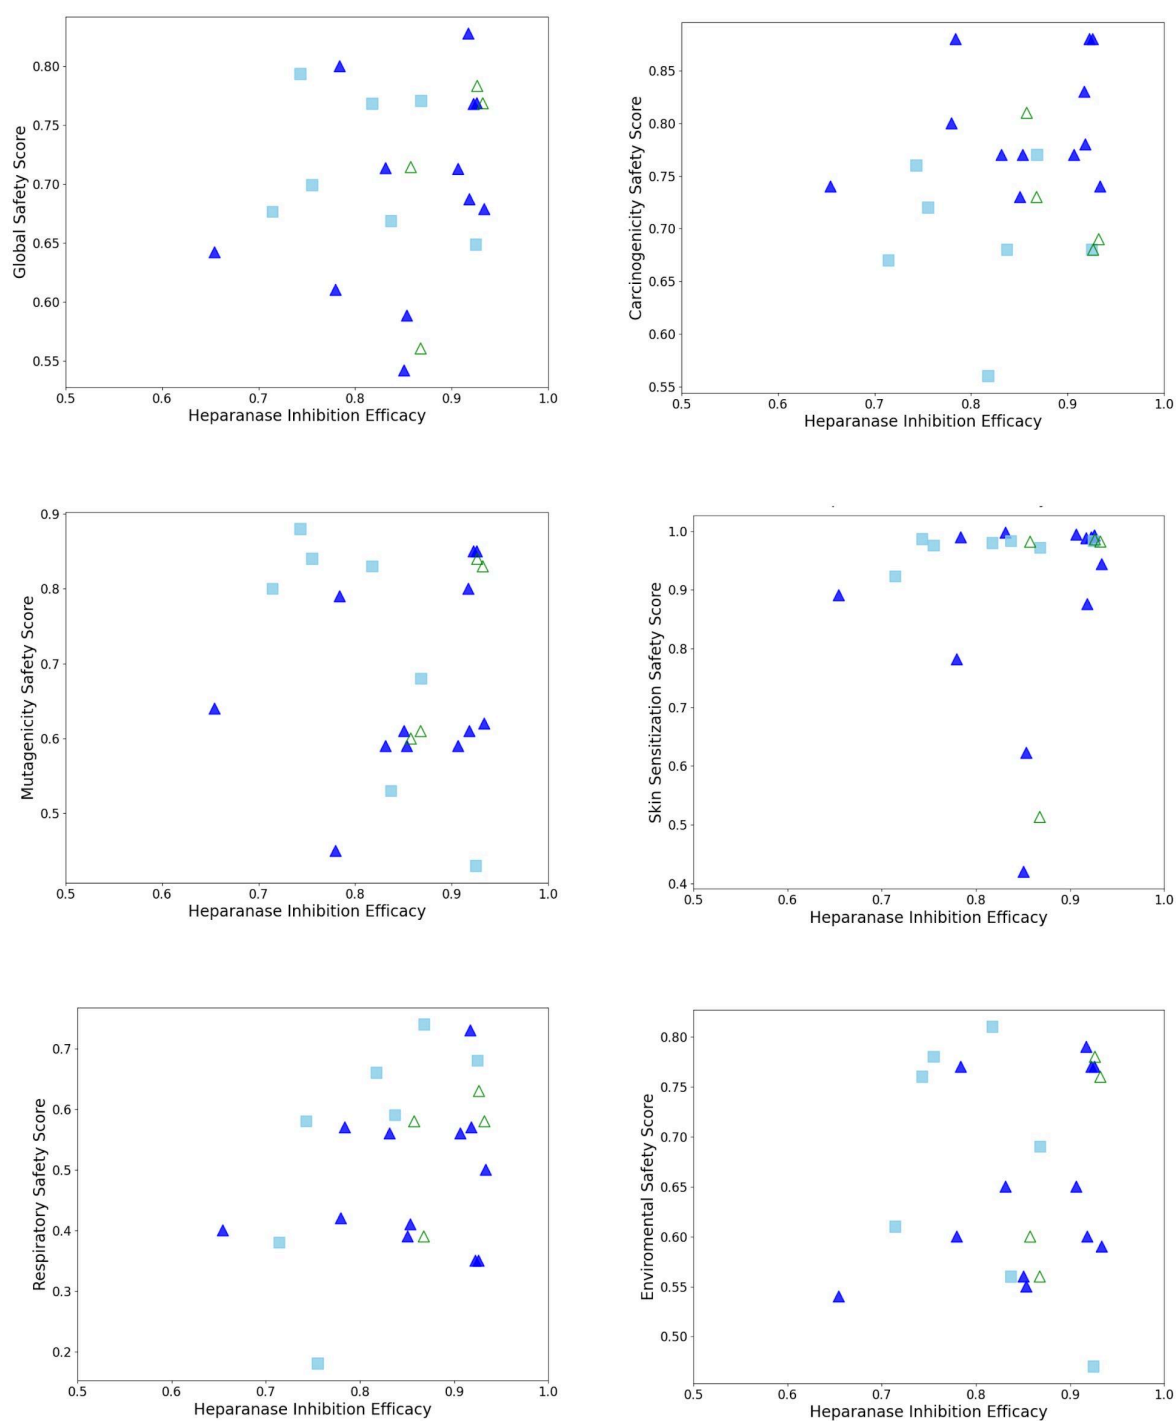 Global Safety Score
0.80
0.75
0.70
0.65
0.60
0.55
0.5 0.6 0.7 0.8 0.9 1.0
Heparanase Inhibition Efficacy
Carcinogenicity Safety Score
0.85
0.80
0.75
0.70
0.65
0.60
0.55
0.5 0.6 0.7 0.8 0.9 1.0
Heparanase Inhibition Efficacy
Mutagenicity Safety Score
0.9
0.8
0.7
0.6
0.5
0.5 0.6 0.7 0.8 0.9 1.0
Heparanase Inhibition Efficacy
Skin Sensitization Safety Score
1.0
0.9
0.8
0.7
0.6
0.5
0.4
0.5 0.6 0.7 0.8 0.9 1.0
Heparanase Inhibition Efficacy
Respiratory Safety Score
0.7
0.6
0.5
0.4
0.3
0.2
0.5 0.6 0.7 0.8 0.9 1.0
Heparanase Inhibition Efficacy
Enviromental Safety Score
0.80
0.75
0.70
0.65
0.60
0.55
0.50
0.5 0.6 0.7 0.8 0.9 1.0
Heparanase Inhibition Efficacy